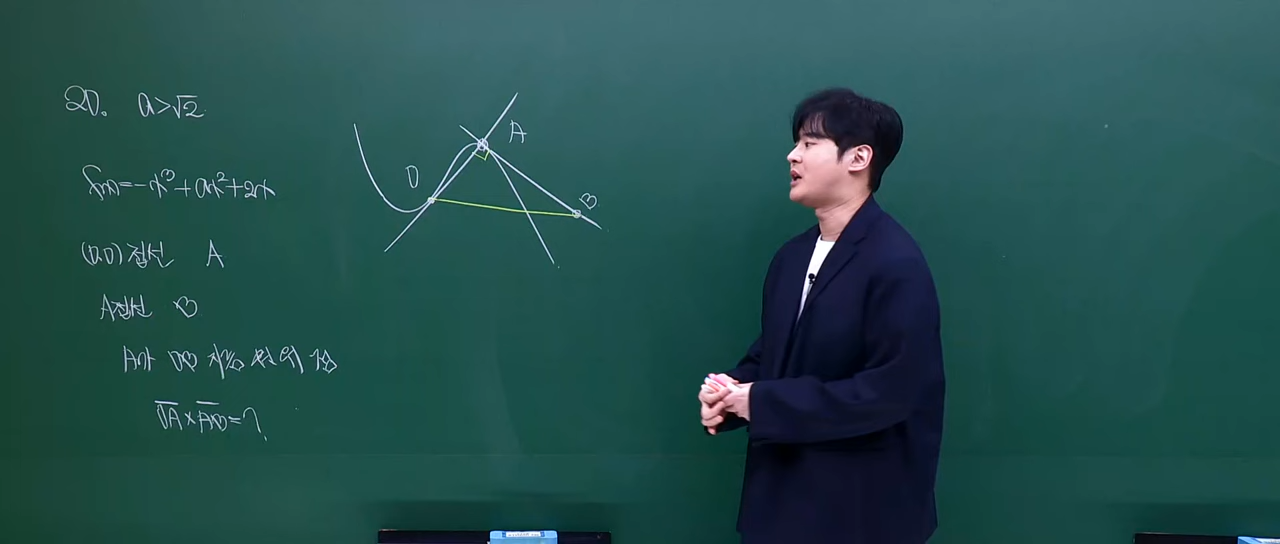 20. a>√2
f(x)=-x³+ax²+2x
(0,0)접선 A
A접선 B
A가 OB 지름 원 위 점
OA×AB=?
O
A
B